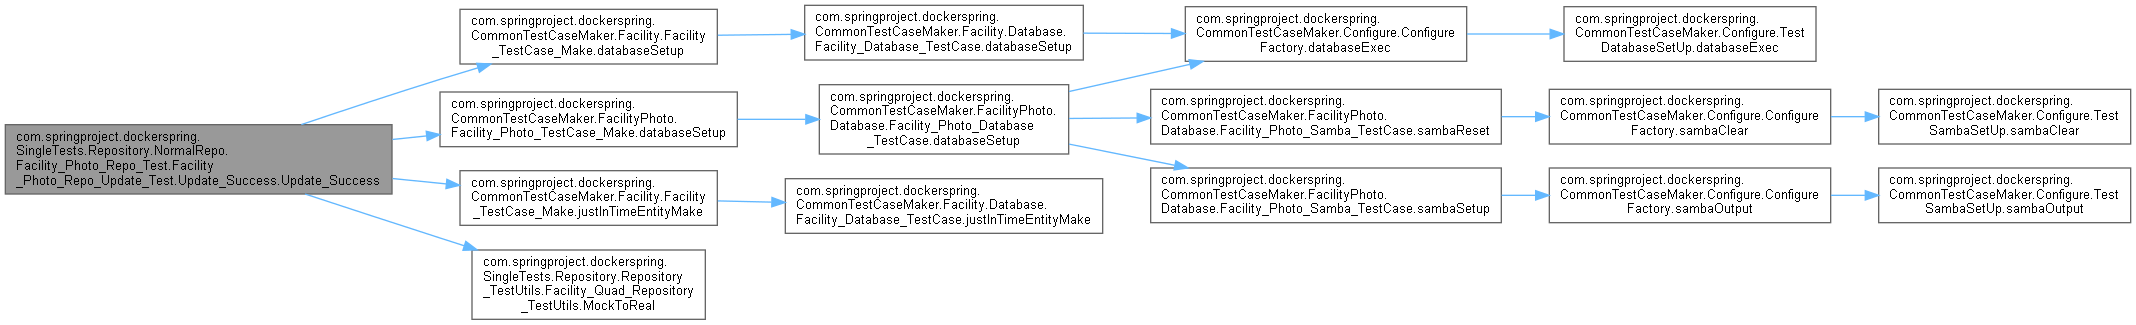 com.springproject.dockerspring.
SingleTests.Repository.NormalRepo.
Facility_Photo_Repo_Test.Facility
_Photo_Repo_Update_Test.Update_Success.Update_Success
com.springproject.dockerspring.
CommonTestCaseMaker.Facility.Facility
_TestCase_Make.databaseSetup
com.springproject.dockerspring.
CommonTestCaseMaker.Facility.Database.
Facility_Database_TestCase.databaseSetup
com.springproject.dockerspring.
CommonTestCaseMaker.Configure.Configure
Factory.databaseExec
com.springproject.dockerspring.
CommonTestCaseMaker.Configure.Test
DatabaseSetUp.databaseExec
com.springproject.dockerspring.
CommonTestCaseMaker.FacilityPhoto.
Facility_Photo_TestCase_Make.databaseSetup
com.springproject.dockerspring.
CommonTestCaseMaker.FacilityPhoto.
Database.Facility_Photo_Database
_TestCase.databaseSetup
com.springproject.dockerspring.
CommonTestCaseMaker.FacilityPhoto.
Database.Facility_Photo_Samba_TestCase.sambaReset
com.springproject.dockerspring.
CommonTestCaseMaker.Configure.Configure
Factory.sambaClear
com.springproject.dockerspring.
CommonTestCaseMaker.Configure.Test
SambaSetUp.sambaClear
com.springproject.dockerspring.
CommonTestCaseMaker.FacilityPhoto.
Database.Facility_Photo_Samba_TestCase.sambaSetup
com.springproject.dockerspring.
CommonTestCaseMaker.Configure.Configure
Factory.sambaOutput
com.springproject.dockerspring.
CommonTestCaseMaker.Configure.Test
SambaSetUp.sambaOutput
com.springproject.dockerspring.
CommonTestCaseMaker.Facility.Facility
_TestCase_Make.justInTimeEntityMake
com.springproject.dockerspring.
CommonTestCaseMaker.Facility.Database.
Facility_Database_TestCase.justInTimeEntityMake
com.springproject.dockerspring.
SingleTests.Repository.Repository
_TestUtils.Facility_Quad_Repository
_TestUtils.MockToReal